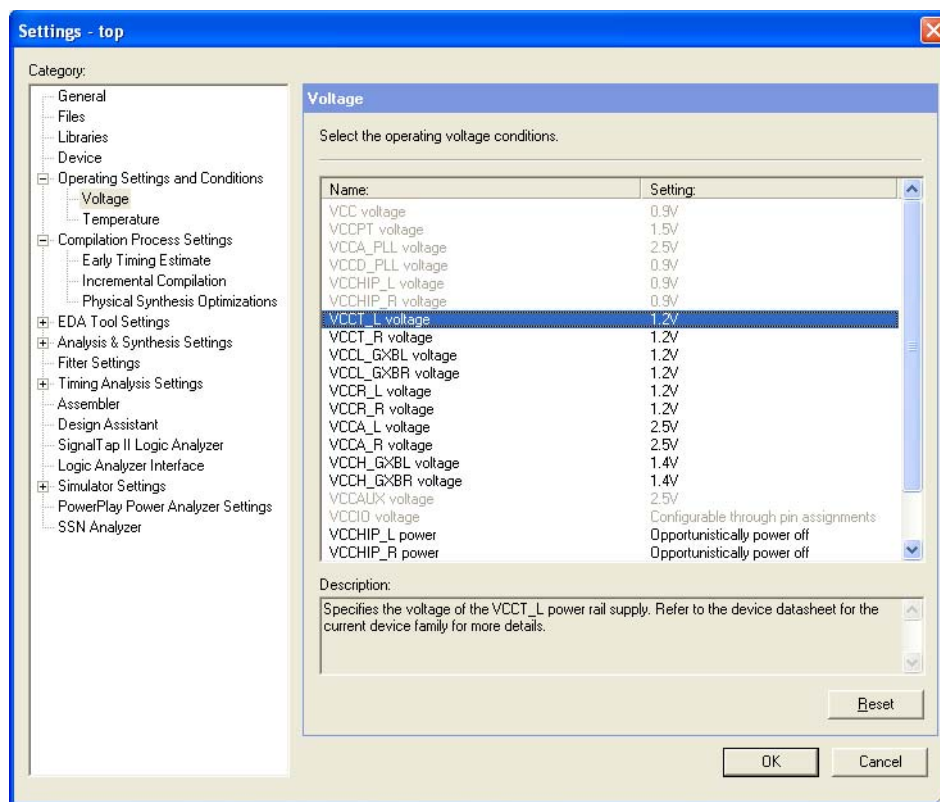 Settings - top
Category:
General
Files
Libraries
Device
Operating Settings and Conditions
Voltage
Temperature
Compilation Process Settings
Early Timing Estimate
Incremental Compilation
Physical Synthesis Optimizations
EDA Tool Settings
Analysis & Synthesis Settings
Fitter Settings
Timing Analysis Settings
Assembler
Design Assistant
SignalTap II Logic Analyzer
Logic Analyzer Interface
Simulator Settings
PowerPlay Power Analyzer Settings
SSN Analyzer
Voltage
Select the operating voltage conditions.
Name: Setting:
VCC voltage 0.9V
VCCPT voltage 1.5V
VCCA_PLL voltage 2.5V
VCCD_PLL voltage 0.9V
VCCHIP_L voltage 0.9V
VCCHIP_R voltage 0.9V
VCCT_L voltage 1.2V
VCCT_R voltage 1.2V
VCCL_GXBL voltage 1.2V
VCCL_GXBR voltage 1.2V
VCCR_L voltage 1.2V
VCCR_R voltage 1.2V
VCCA_L voltage 2.5V
VCCA_R voltage 2.5V
VCCH_GXBL voltage 1.4V
VCCH_GXBR voltage 1.4V
VCCAUX voltage 2.5V
VCCIO voltage Configurable through pin assignments
VCCHIP_L power Opportunistically power off
VCCHIP_R power Opportunistically power off
Description:
Specifies the voltage of the VCCT_L power rail supply. Refer to the device datasheet for the
current device family for more details.
Reset
OK Cancel